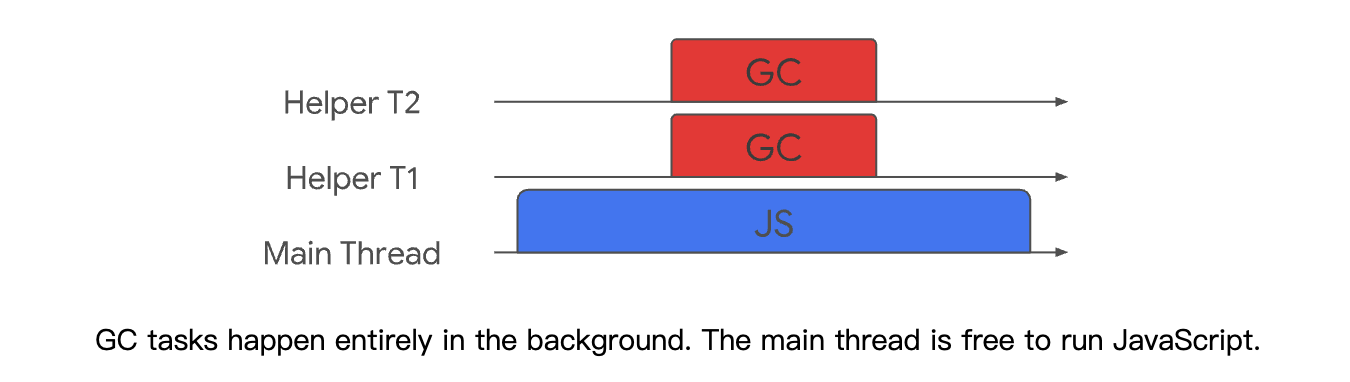 GC
Helper T2
GC
Helper T1
JS
Main Thread
GC tasks happen entirely in the background. The main thread is free to run JavaScript.